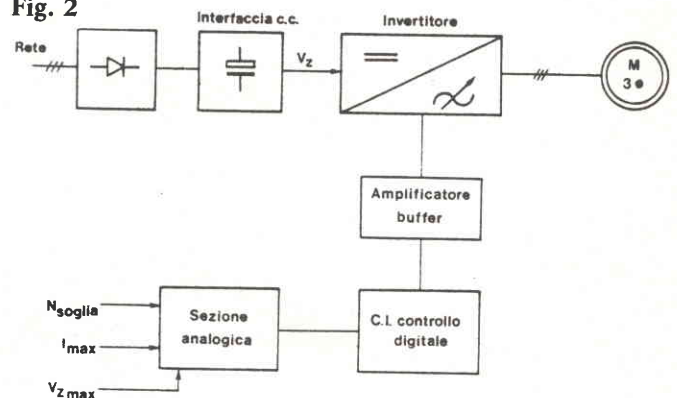 Fig. 2
Interfaccia c.c.
Invertitore
Rete
Vz
M
3
Amplificatore
buffer
Nsoglia
Imax
Vz max
Sezione
analogica
C.I. controllo
digitale